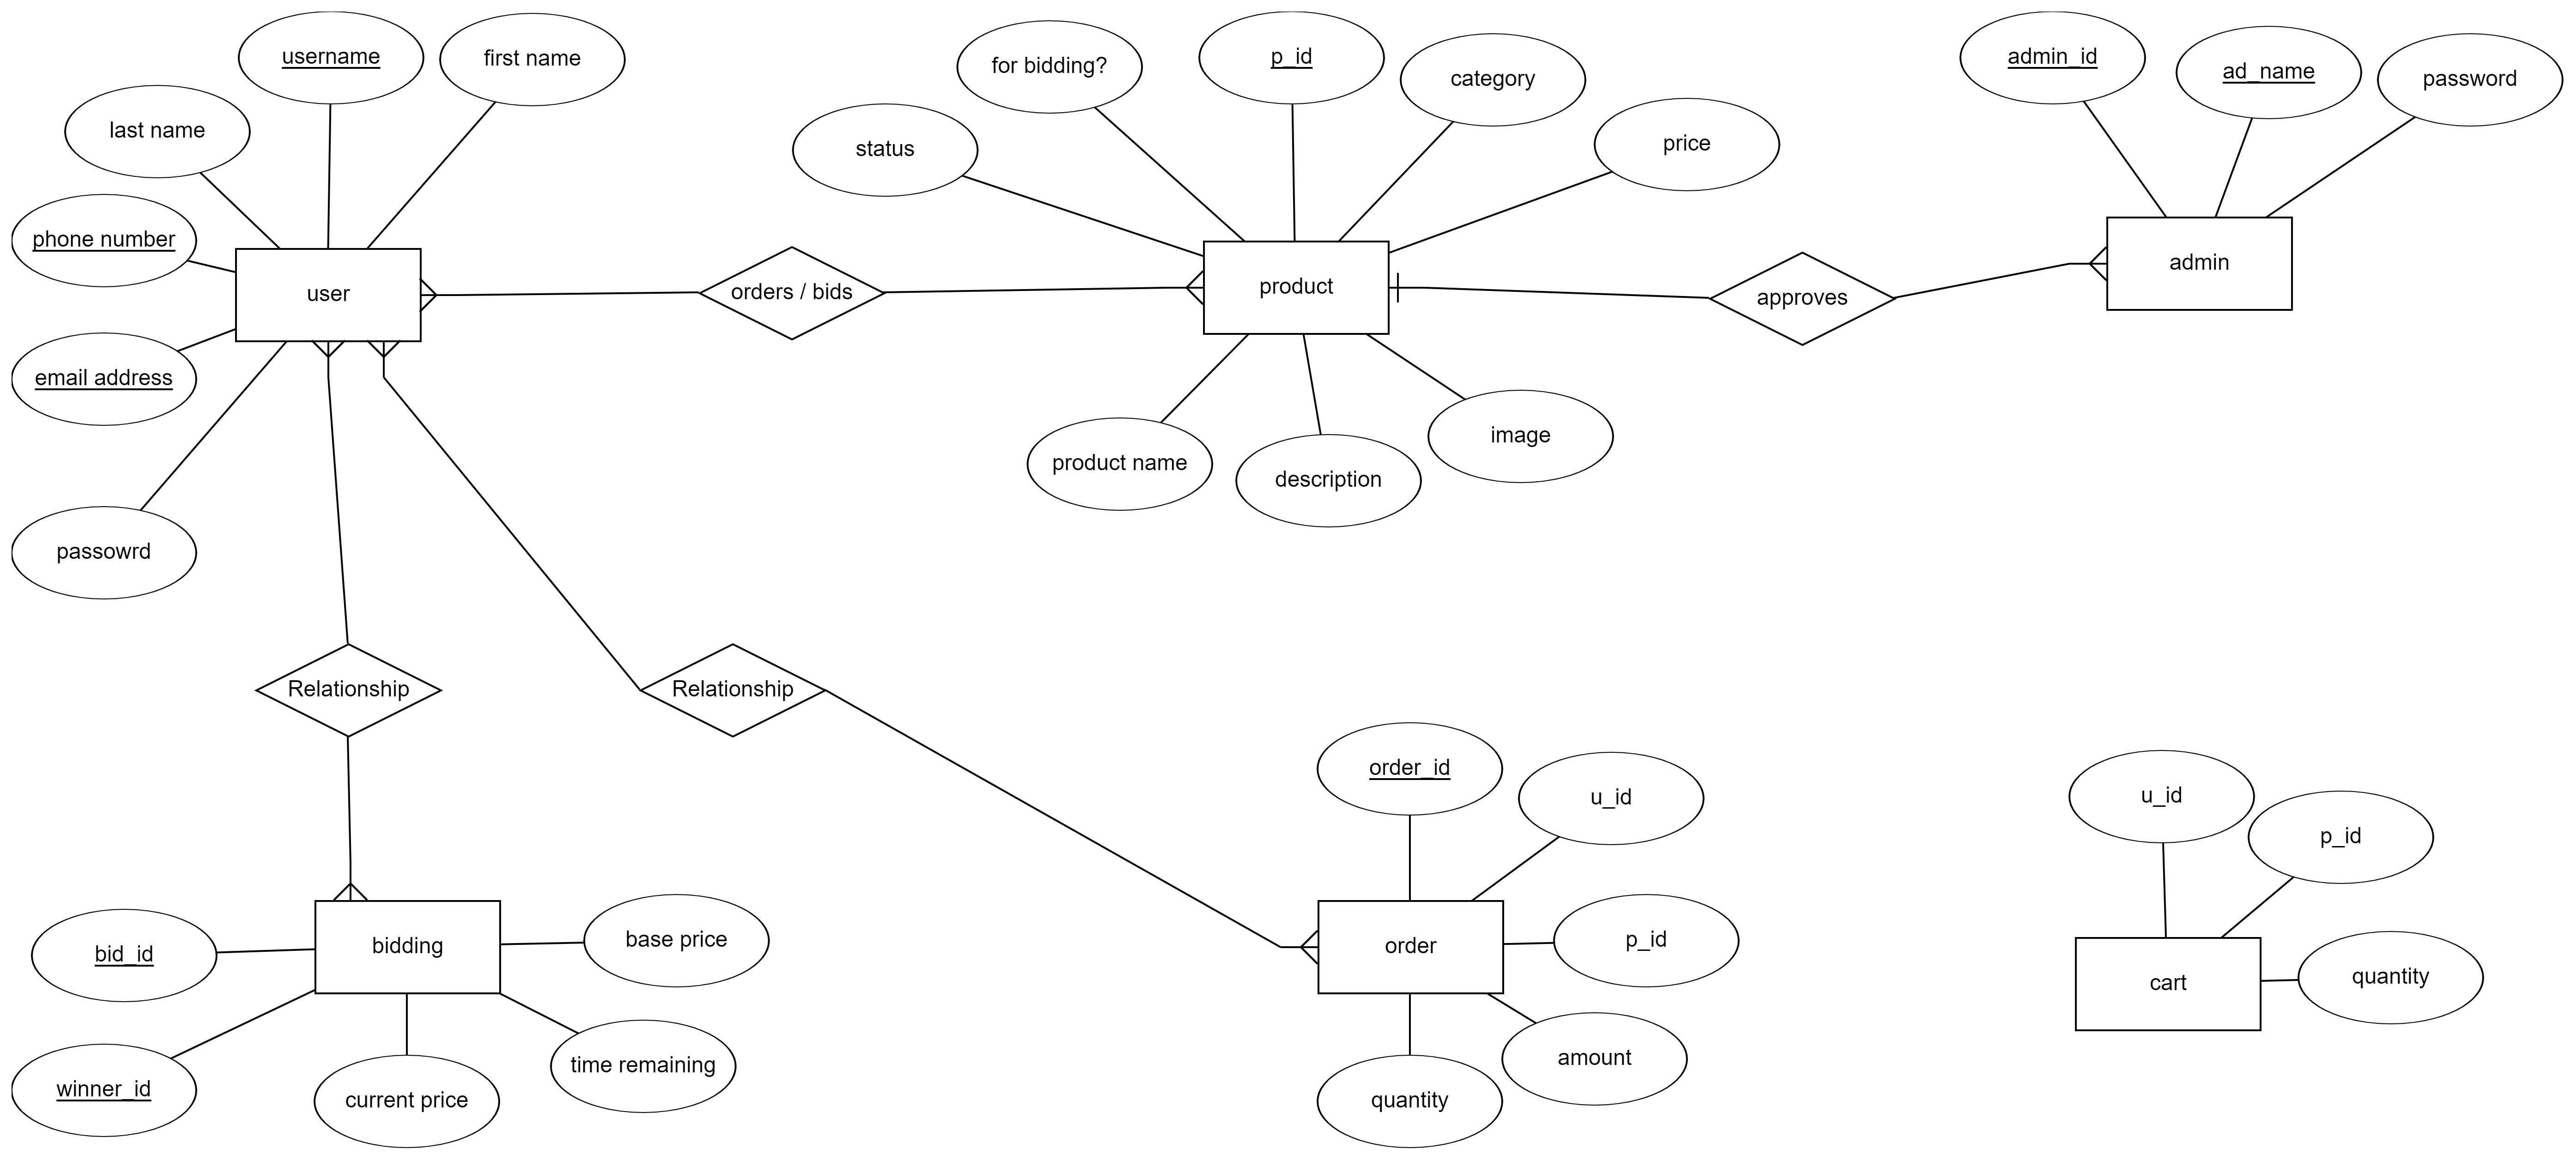 username
first name
last name
phone number
user
email address
passowrd
orders / bids
for bidding?
p_id
category
status
price
product
product name
description
image
approves
admin_id
ad_name
password
admin
Relationship
Relationship
bid_id
bidding
base price
winner_id
current price
time remaining
order_id
u_id
order
p_id
amount
quantity
u_id
p_id
cart
quantity